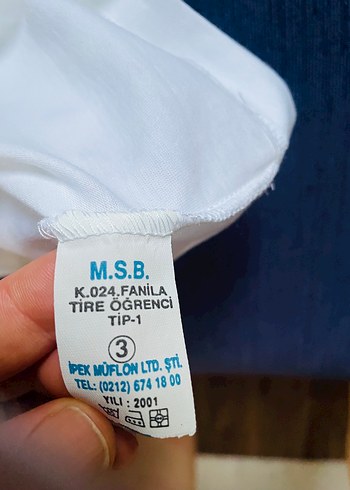 M.S.B.
K.024.FANİLA
TİRE ÖĞRENCİ
TİP-1
3
İPEK MÜFLON LTD. ŞTİ.
TEL: (0212) 674 18 00
YILI : 2001